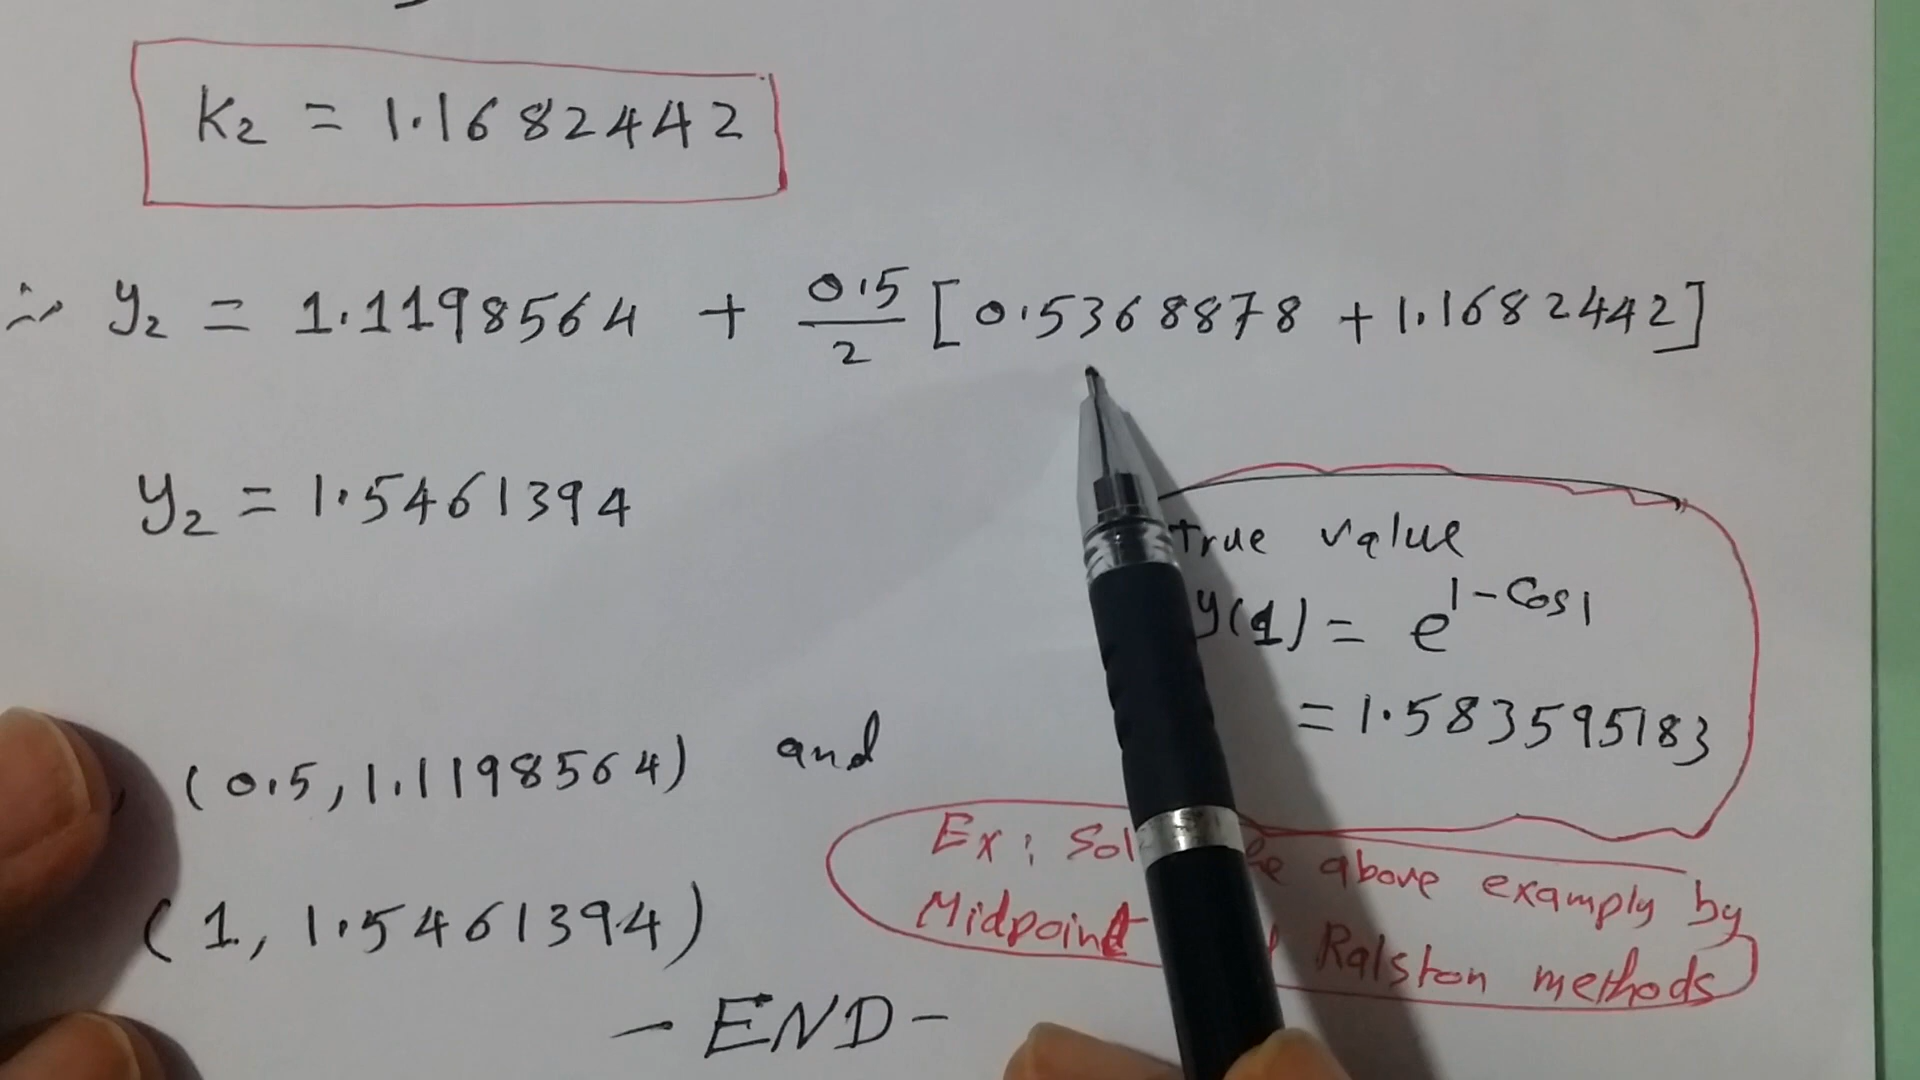 K₂ = 1.1682442
∴ y₂ = 1.1198564 + 0.5/2 [0.5368878 + 1.1682442]
y₂ = 1.5461394
true value
y(1) = e^(1-Cos1)
= 1.583595183
(0.5, 1.1198564) and
(1, 1.5461394)
Ex: above examply by
Midpoint Ralston methods
- END -